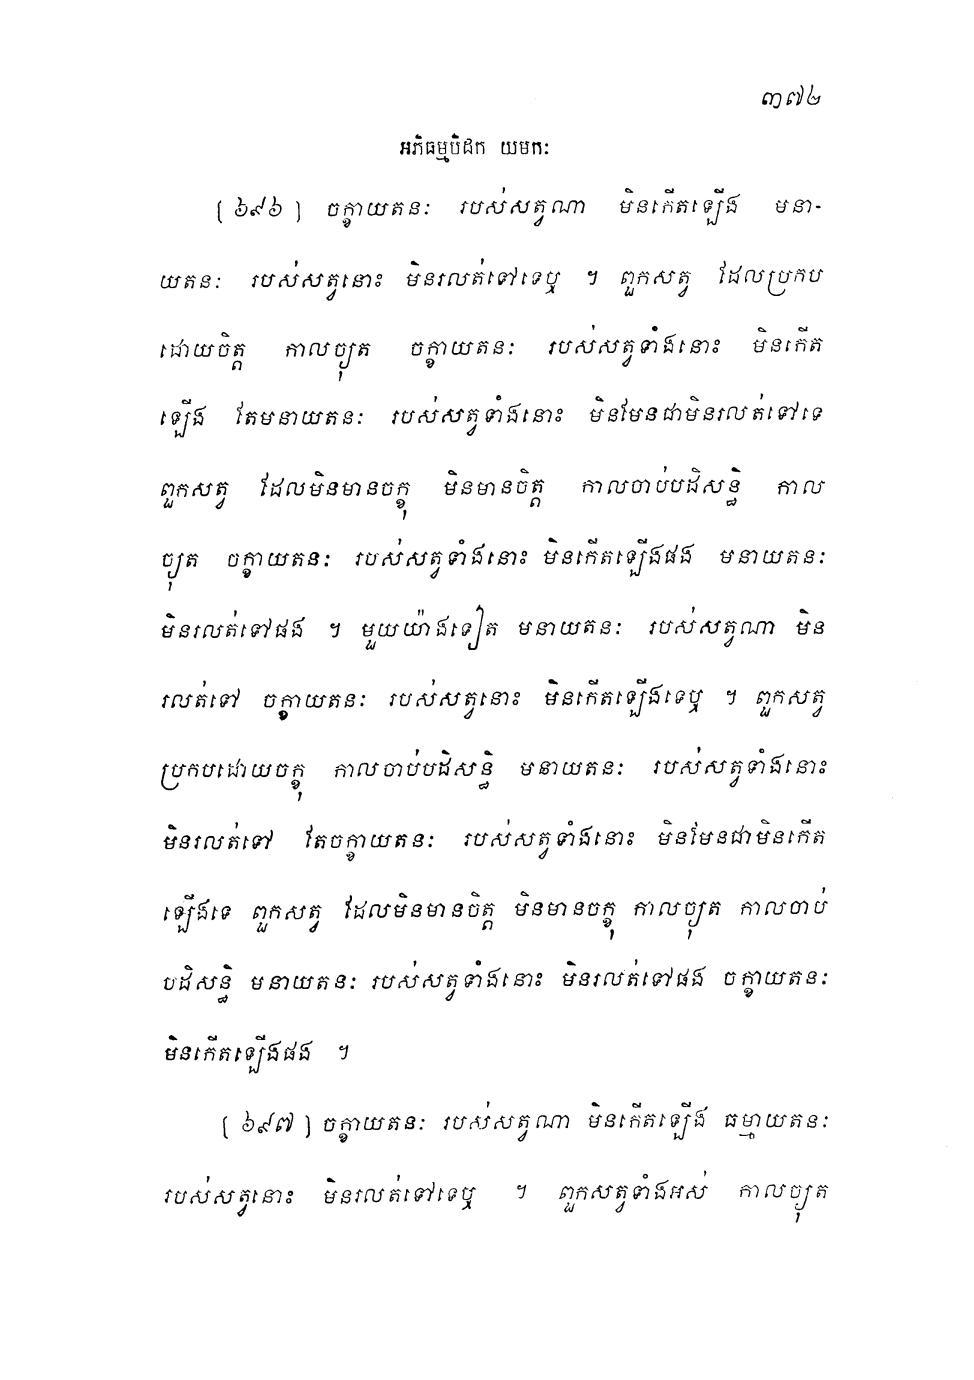 ៣៧២
អភិធម្មបិដក យមកៈ
[៦៩៦] ចក្ខាយតនៈ របស់សត្វណា មិនកើតឡើង មនា-
យតនៈ របស់សត្វនោះ មិនរលត់ទៅទេឬ ។ ពួកសត្វ ដែលប្រកប
ដោយចិត្ត កាលច្យុត ចក្ខាយតនៈ របស់សត្វទាំងនោះ មិនកើត
ឡើង តែមនាយតនៈ របស់សត្វទាំងនោះ មិនមែនជាមិនរលត់ទៅទេ
ពួកសត្វ ដែលមិនមានចក្ខុ មិនមានចិត្ត កាលចាប់បដិសន្ធិ កាល
ច្យុត ចក្ខាយតនៈ របស់សត្វទាំងនោះ មិនកើតឡើងផង មនាយតនៈ
មិនរលត់ទៅផង ។ មួយយ៉ាងទៀត មនាយតនៈ របស់សត្វណា មិន
រលត់ទៅ ចក្ខាយតនៈ របស់សត្វនោះ មិនកើតឡើងទេឬ ។ ពួកសត្វ
ប្រកបដោយចក្ខុ កាលចាប់បដិសន្ធិ មនាយតនៈ របស់សត្វទាំងនោះ
មិនរលត់ទៅ តែចក្ខាយតនៈ របស់សត្វទាំងនោះ មិនមែនជាមិនកើត
ឡើងទេ ពួកសត្វ ដែលមិនមានចិត្ត មិនមានចក្ខុ កាលច្យុត កាលចាប់
បដិសន្ធិ មនាយតនៈ របស់សត្វទាំងនោះ មិនរលត់ទៅផង ចក្ខាយតនៈ
មិនកើតឡើងផង ។
[៦៩៧] ចក្ខាយតនៈ របស់សត្វណា មិនកើតឡើង ធម្មាយតនៈ
របស់សត្វនោះ មិនរលត់ទៅទេឬ ។ ពួកសត្វទាំងអស់ កាលច្យុត